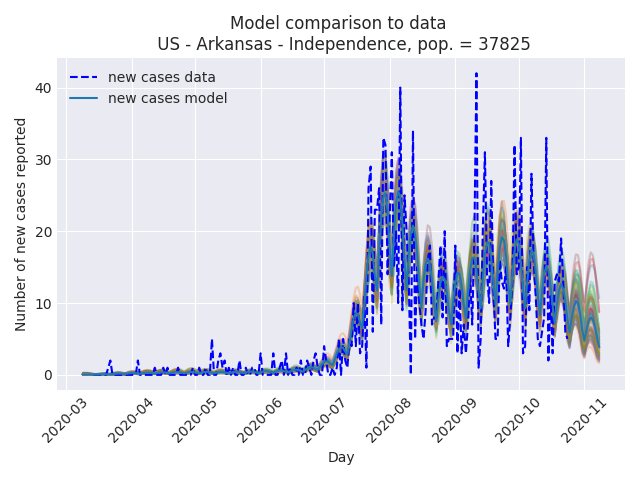 Model comparison to data
US - Arkansas - Independence, pop. = 37825
new cases data
new cases model
Number of new cases reported
40
30
20
10
0
2020-03
2020-04
2020-05
2020-06
2020-07
2020-08
2020-09
2020-10
2020-11
Day